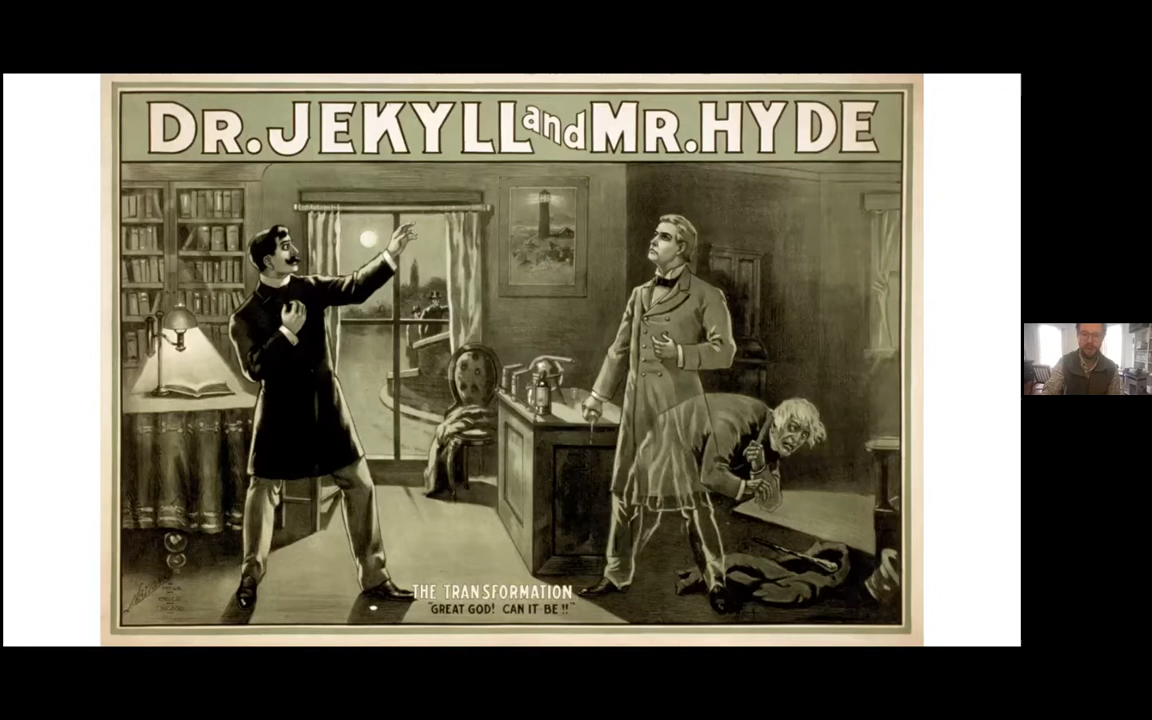 DR. JEKYLL and MR. HYDE
THE TRANSFORMATION
"GREAT GOD! CAN IT BE!!"